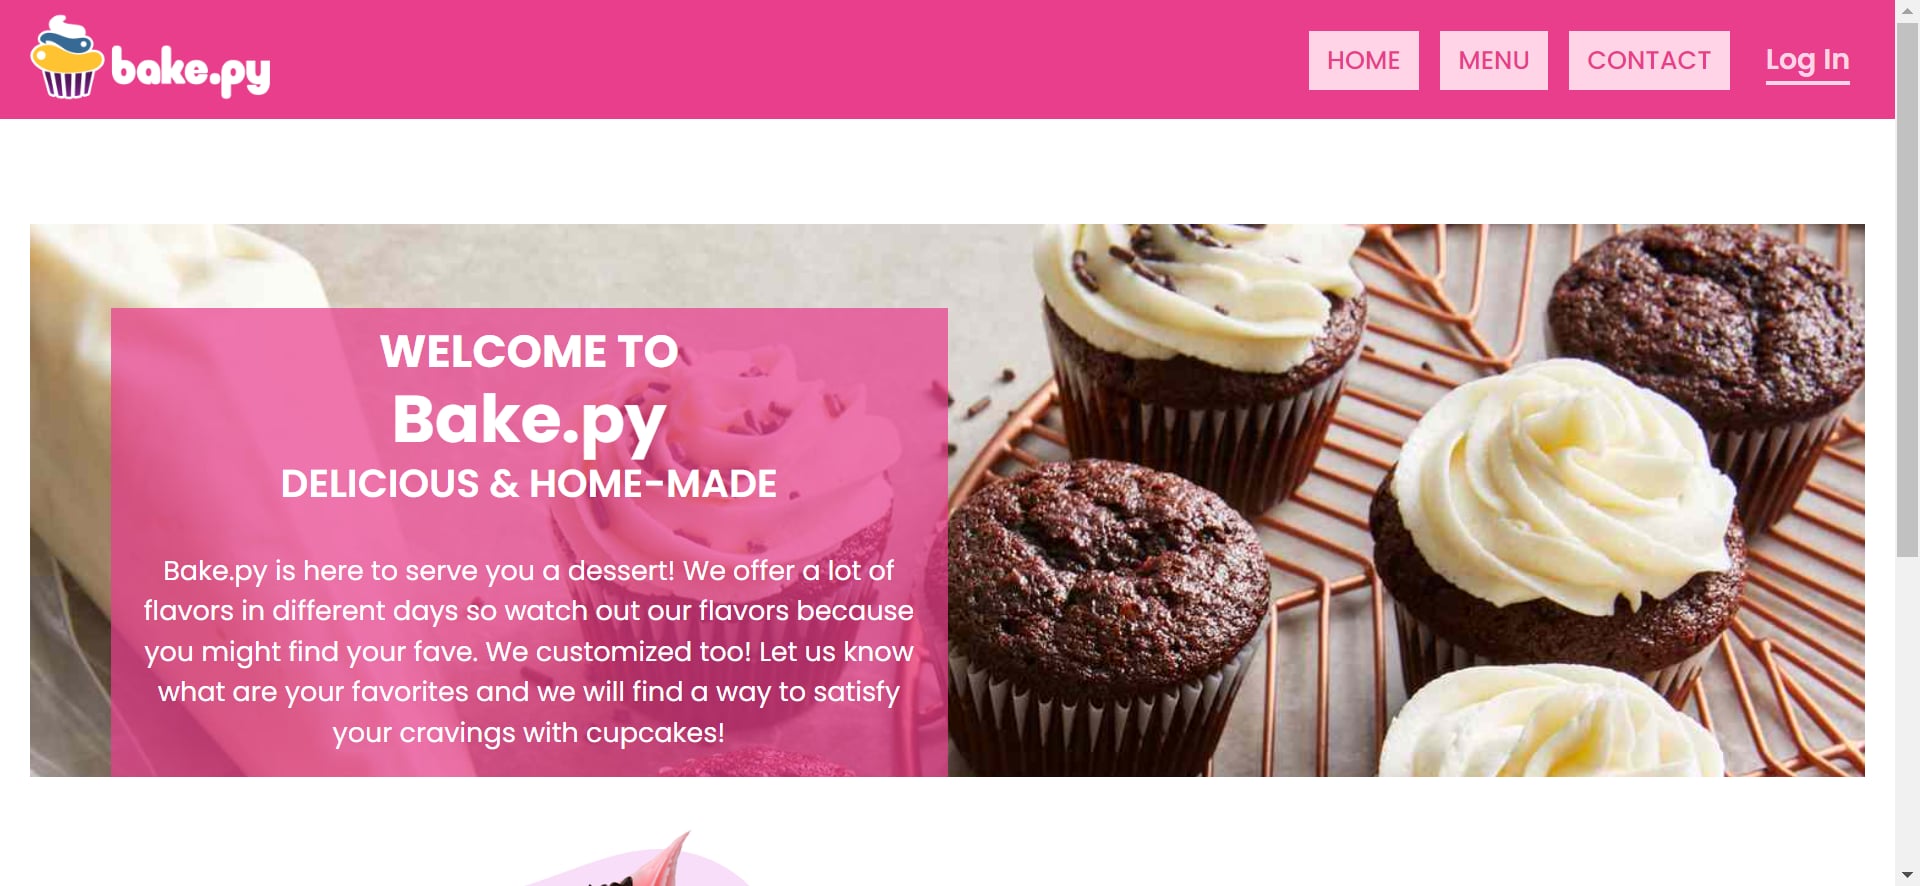 bake.py
HOME
MENU
CONTACT
Log In
WELCOME TO
Bake.py
DELICIOUS & HOME-MADE
Bake.py is here to serve you a dessert! We offer a lot of
flavors in different days so watch out our flavors because
you might find your fave. We customized too! Let us know
what are your favorites and we will find a way to satisfy
your cravings with cupcakes!